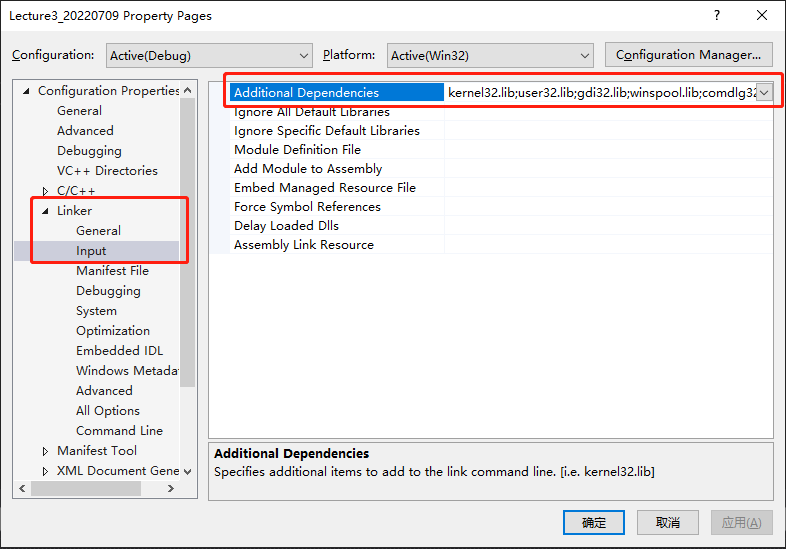 Lecture3_20220709 Property Pages
?
Configuration: Active(Debug) Platform: Active(Win32) Configuration Manager...
Configuration Properties
General
Advanced
Debugging
VC++ Directories
C/C++
Linker
General
Input
Manifest File
Debugging
System
Optimization
Embedded IDL
Windows Metada
Advanced
All Options
Command Line
Manifest Tool
XML Document Gene
Additional Dependencies kernel32.lib;user32.lib;gdi32.lib;winspool.lib;comdlg32
Ignore All Default Libraries
Ignore Specific Default Libraries
Module Definition File
Add Module to Assembly
Embed Managed Resource File
Force Symbol References
Delay Loaded Dlls
Assembly Link Resource
Additional Dependencies
Specifies additional items to add to the link command line. [i.e. kernel32.lib]
确定 取消 应用(A)